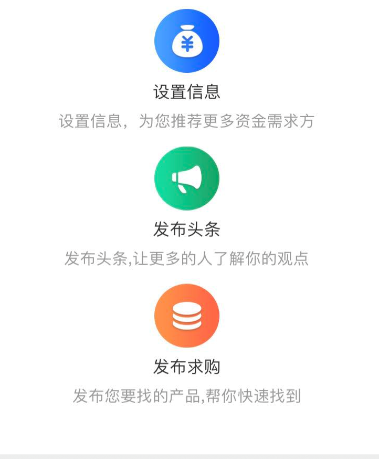 设置信息
设置信息，为您推荐更多资金需求方
发布头条
发布头条,让更多的人了解你的观点
发布求购
发布您要找的产品,帮你快速找到